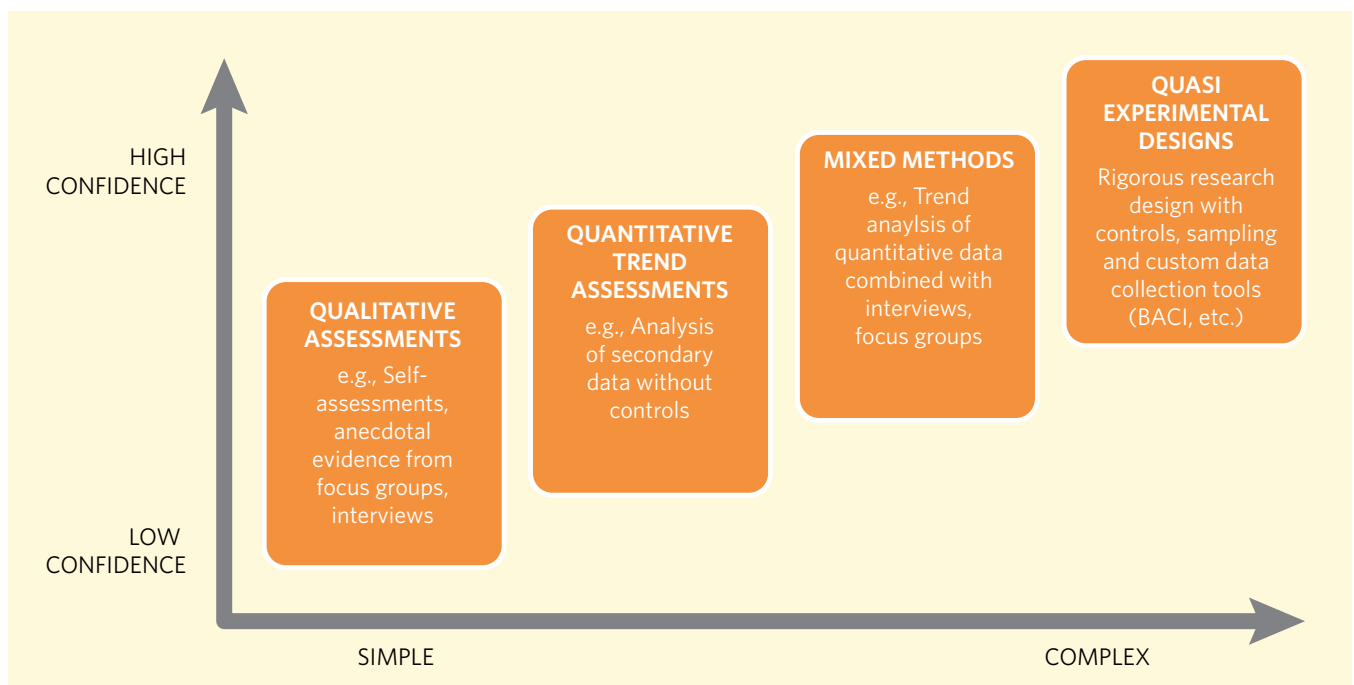 HIGH
CONFIDENCE
LOW
CONFIDENCE
QUALITATIVE
ASSESSMENTS
e.g., Self-
assessments,
anecdotal
evidence from
focus groups,
interviews
QUANTITATIVE
TREND
ASSESSMENTS
e.g., Analysis
of secondary
data without
controls
MIXED METHODS
e.g., Trend
anaylsis of
quantitative data
combined with
interviews,
focus groups
QUASI
EXPERIMENTAL
DESIGNS
Rigorous research
design with
controls, sampling
and custom data
collection tools
(BACI, etc.)
SIMPLE
COMPLEX